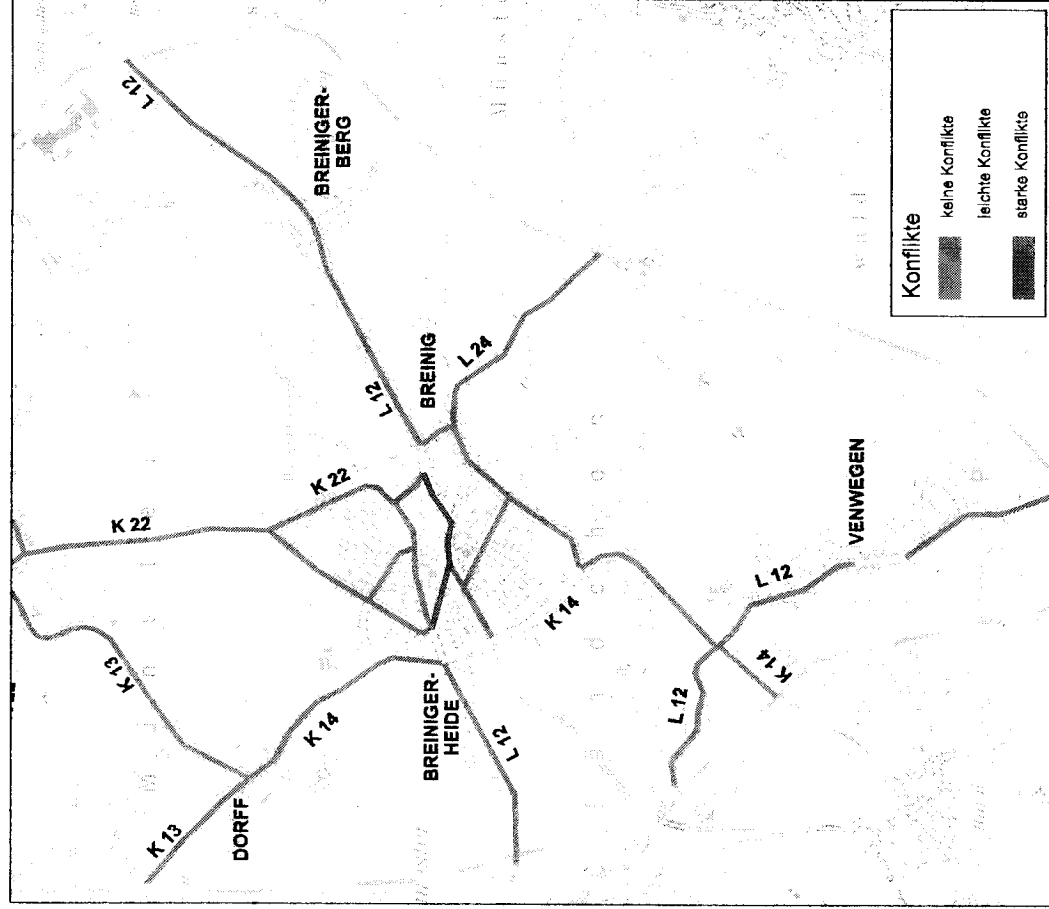 L 12
BREINIGER-
BERG
K 22
K 22
L 12
BREINIG
L 24
K 13
K 14
K 13
DORFF
BREINIGER-
HEIDE
L 12
K 14
L 12
VENWEGEN
L 12
K 14
Konflikte
keine Konflikte
leichte Konflikte
starke Konflikte